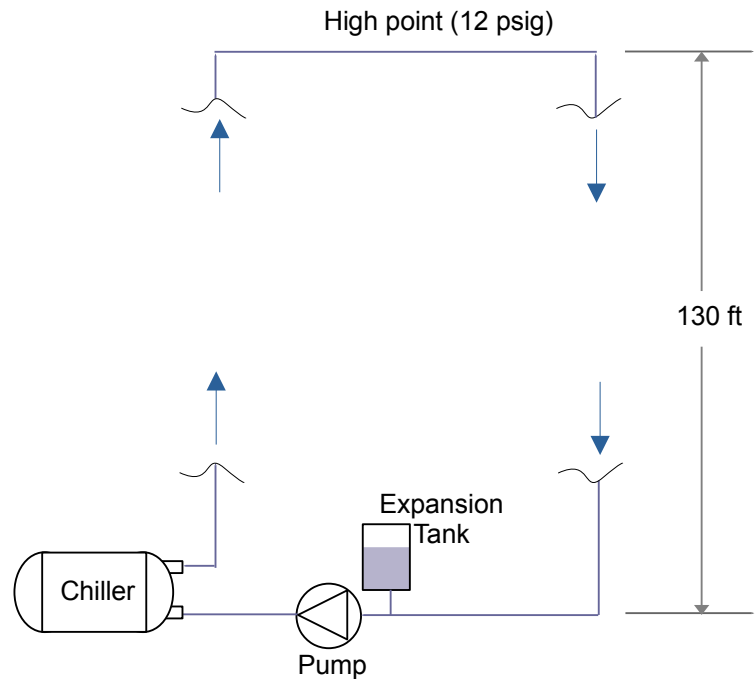 High point (12 psig)
130 ft
Expansion
Tank
Chiller
Pump